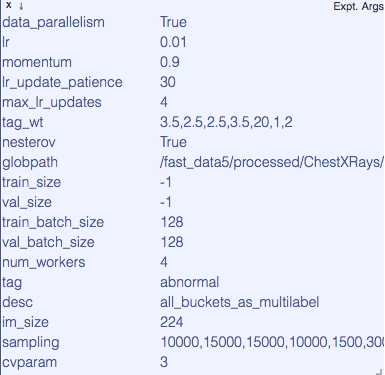 x ↓ Expt. Args
data_parallelism True
lr 0.01
momentum 0.9
lr_update_patience 30
max_lr_updates 4
tag_wt 3.5,2.5,2.5,3.5,20,1,2
nesterov True
globpath /fast_data5/processed/ChestXRays/
train_size -1
val_size -1
train_batch_size 128
val_batch_size 128
num_workers 4
tag abnormal
desc all_buckets_as_multilabel
im_size 224
sampling 10000,15000,15000,10000,1500,300
cvparam 3